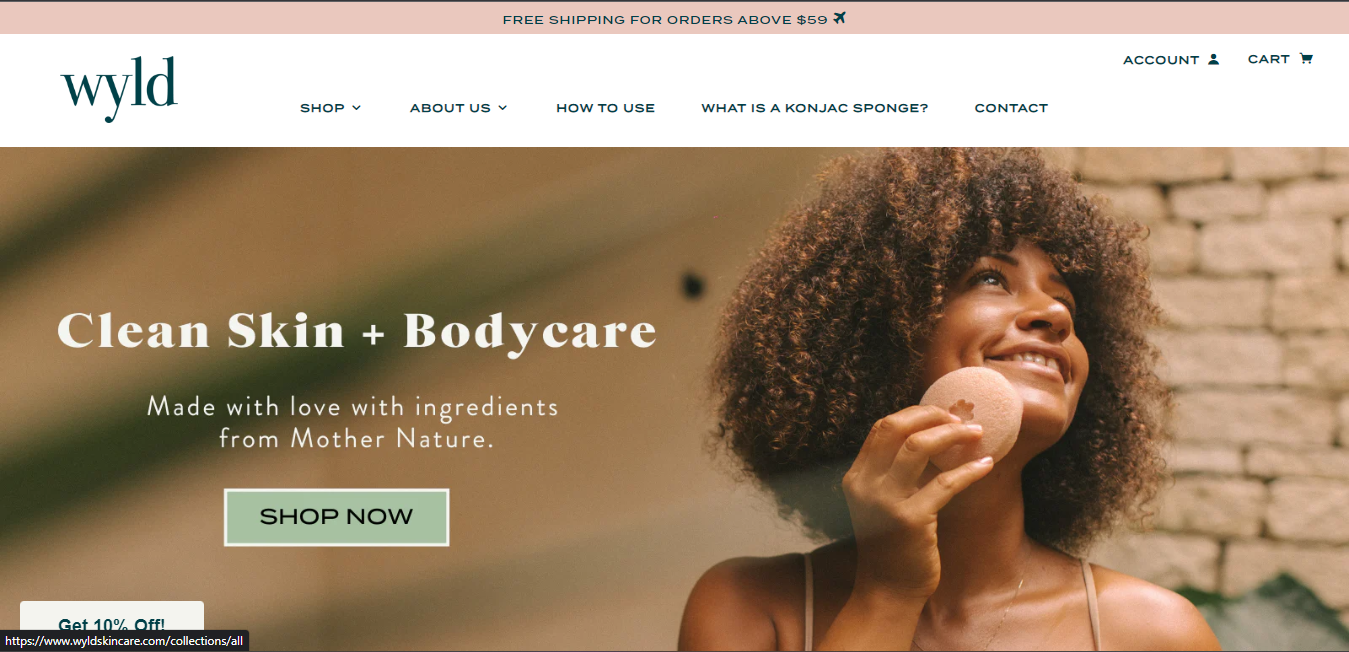 FREE SHIPPING FOR ORDERS ABOVE $59
wyld
ACCOUNT
CART
SHOP
ABOUT US
HOW TO USE
WHAT IS A KONJAC SPONGE?
CONTACT
Clean Skin + Bodycare
Made with love with ingredients
from Mother Nature.
SHOP NOW
Get 10% Off!
https://www.wyldskincare.com/collections/all